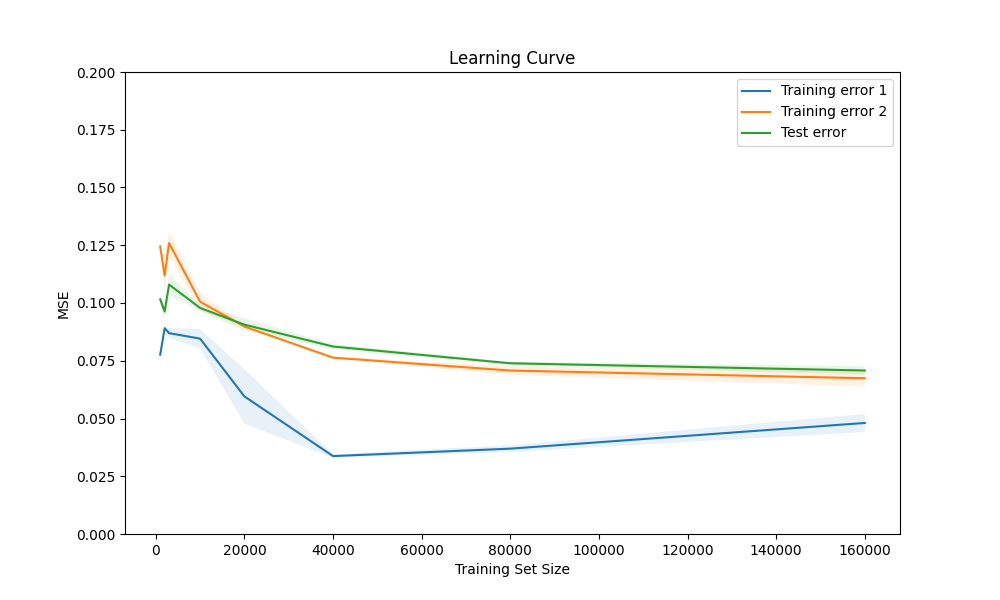 Learning Curve
Training error 1
Training error 2
Test error
MSE
0.200
0.175
0.150
0.125
0.100
0.075
0.050
0.025
0.000
0 20000 40000 60000 80000 100000 120000 140000 160000
Training Set Size